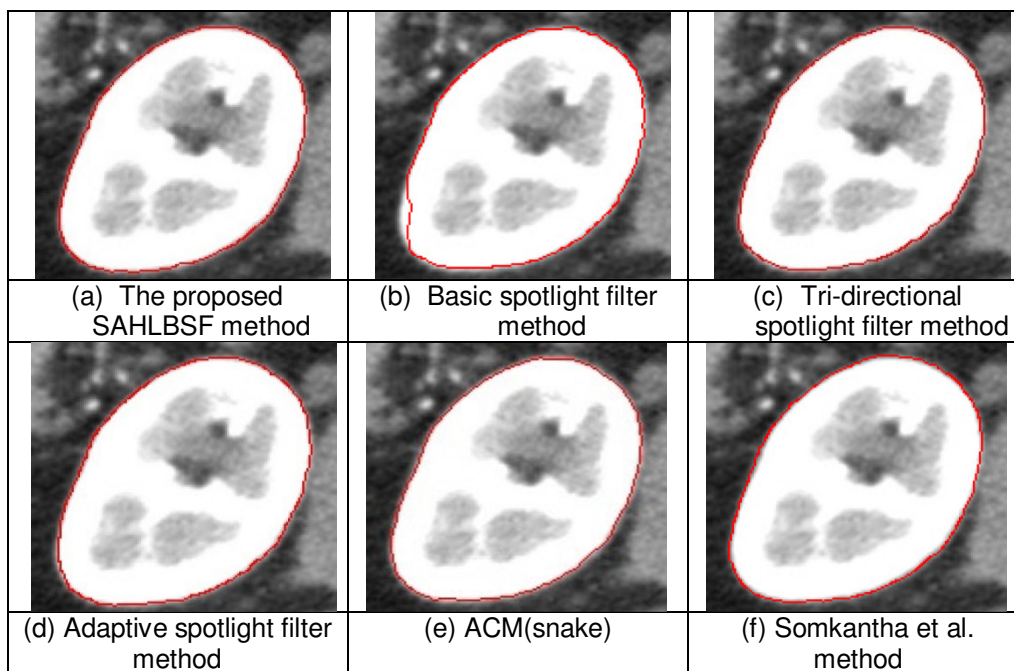 (a) The proposed
SAHLBSF method
(b) Basic spotlight filter
method
(c) Tri-directional
spotlight filter method
(d) Adaptive spotlight filter
method
(e) ACM(snake)
(f) Somkantha et al.
method